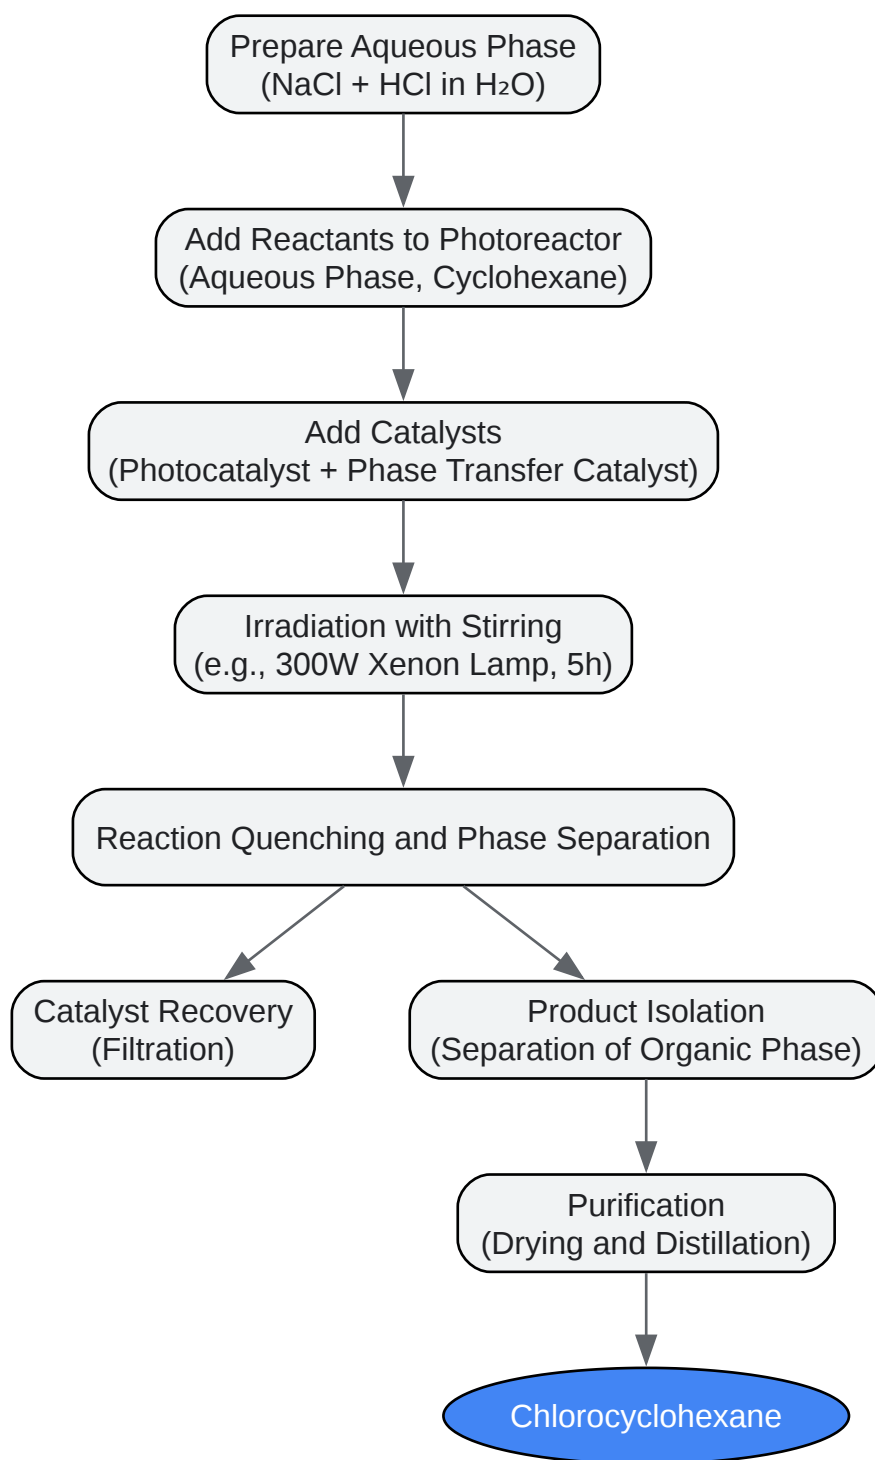 Prepare Aqueous Phase
(NaCl + HCl in H₂O)
Add Reactants to Photoreactor
(Aqueous Phase, Cyclohexane)
Add Catalysts
(Photocatalyst + Phase Transfer Catalyst)
Irradiation with Stirring
(e.g., 300W Xenon Lamp, 5h)
Reaction Quenching and Phase Separation
Catalyst Recovery
(Filtration)
Product Isolation
(Separation of Organic Phase)
Purification
(Drying and Distillation)
Chlorocyclohexane